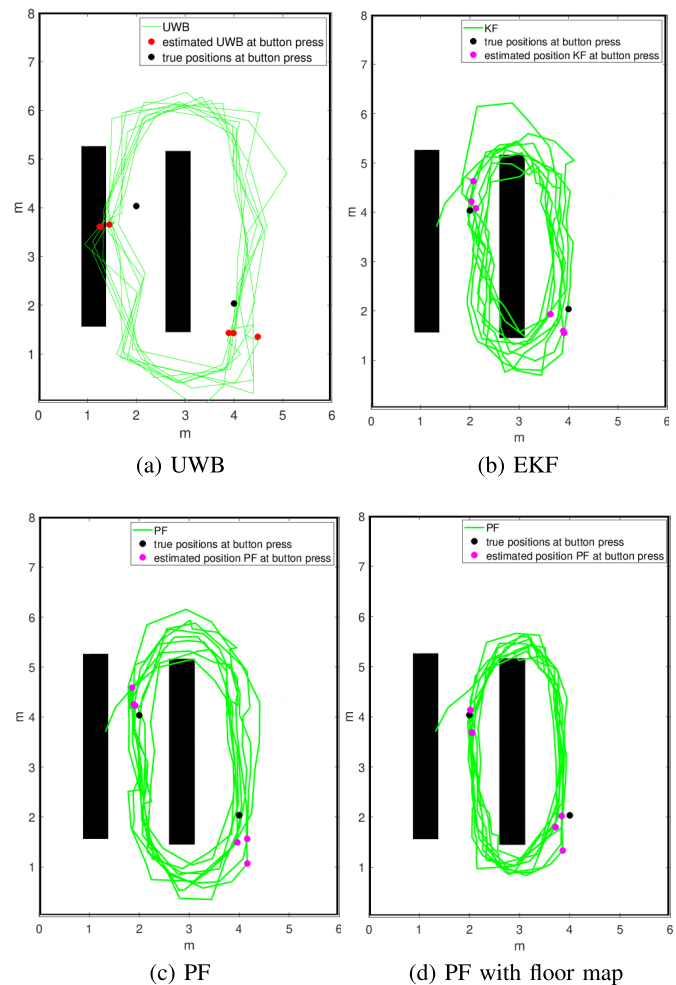 UWB
estimated UWB at button press
true positions at button press
8
7
6
5
4
3
2
1
m
0 1 2 3 4 5 6
m
(a) UWB
KF
true positions at button press
estimated position KF at button press
8
7
6
5
4
3
2
1
m
0 1 2 3 4 5 6
m
(b) EKF
PF
true positions at button press
estimated position PF at button press
8
7
6
5
4
3
2
1
m
0 1 2 3 4 5 6
m
(c) PF
PF
true positions at button press
estimated position PF at button press
8
7
6
5
4
3
2
1
m
0 1 2 3 4 5 6
m
(d) PF with floor map